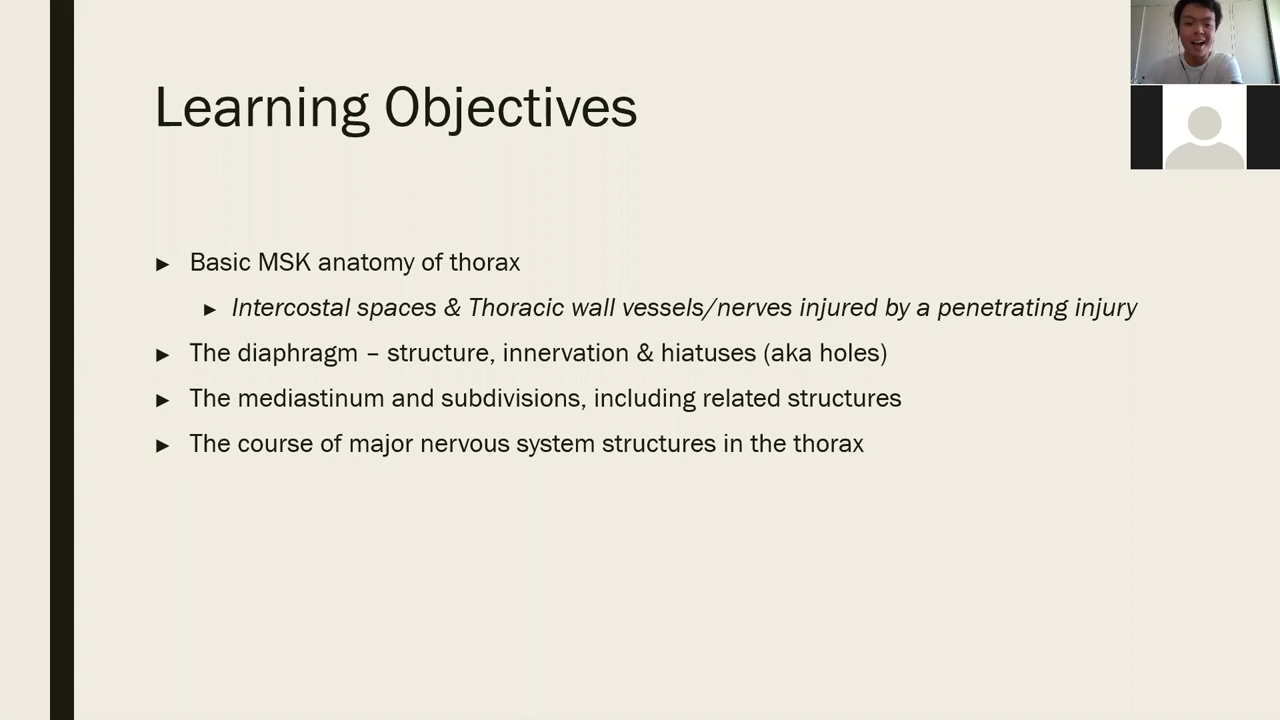 Learning Objectives
Basic MSK anatomy of thorax
Intercostal spaces & Thoracic wall vessels/nerves injured by a penetrating injury
The diaphragm – structure, innervation & hiatuses (aka holes)
The mediastinum and subdivisions, including related structures
The course of major nervous system structures in the thorax